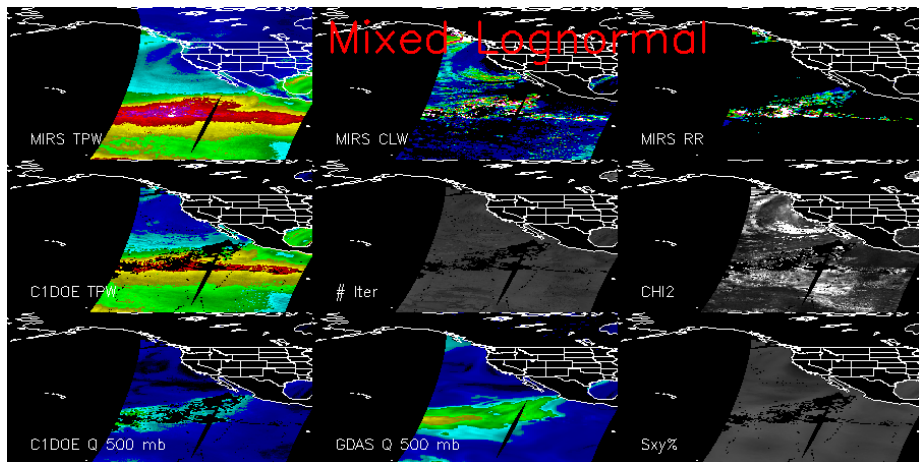 Mixed Lognormal
MIRS TPW
MIRS CLW
MIRS RR
C1DOE TPW
# Iter
CHI2
C1DOE Q 500 mb
GDAS Q 500 mb
Sxy%